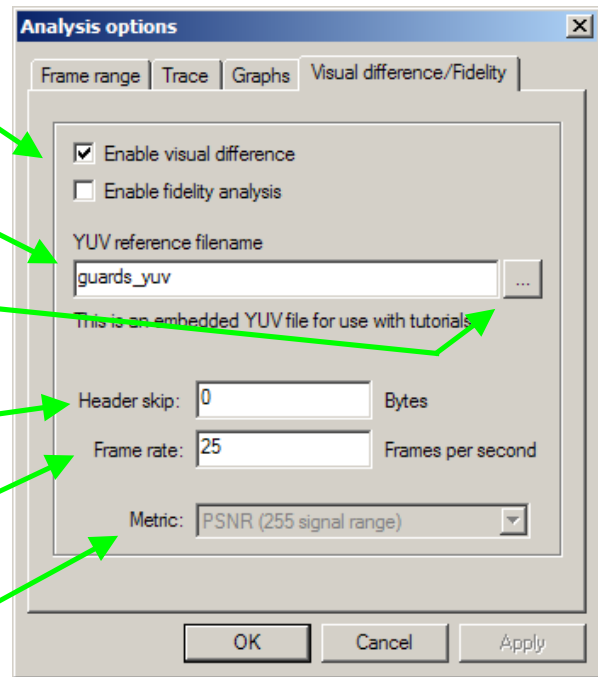 Analysis options
Frame range Trace Graphs Visual difference/Fidelity
Enable visual difference
Enable fidelity analysis
YUV reference filename
guards_yuv ...
This is an embedded YUV file for use with tutorials
Header skip: 0 Bytes
Frame rate: 25 Frames per second
Metric: PSNR (255 signal range)
OK Cancel Apply